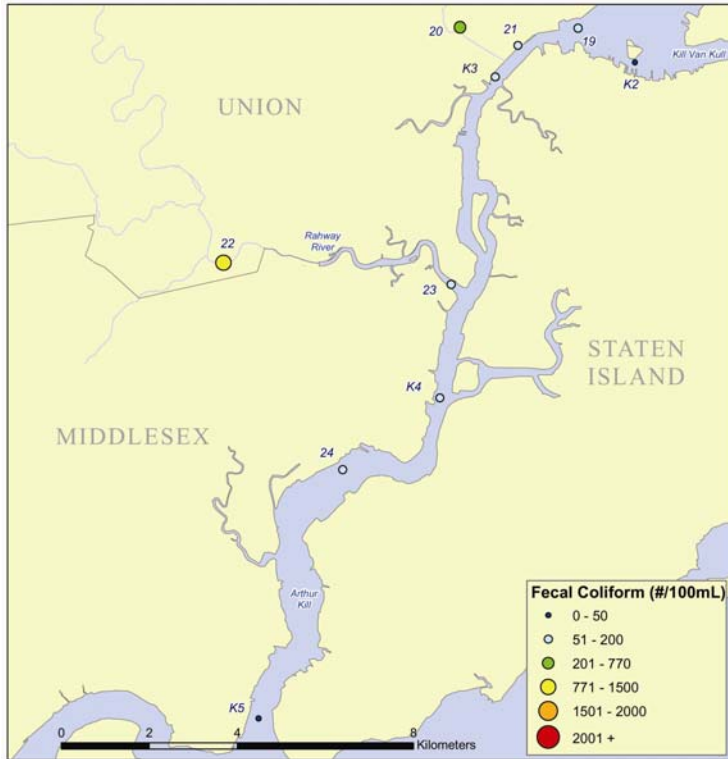 20
21
19
Kill Van Kull
K3
K2
UNION
22
Rahway
River
23
STATEN
ISLAND
K4
MIDDLESEX
24
Arthur
Kill
K5
0 2 4 8
Kilometers
Fecal Coliform (#/100mL)
0 - 50
51 - 200
201 - 770
771 - 1500
1501 - 2000
2001 +